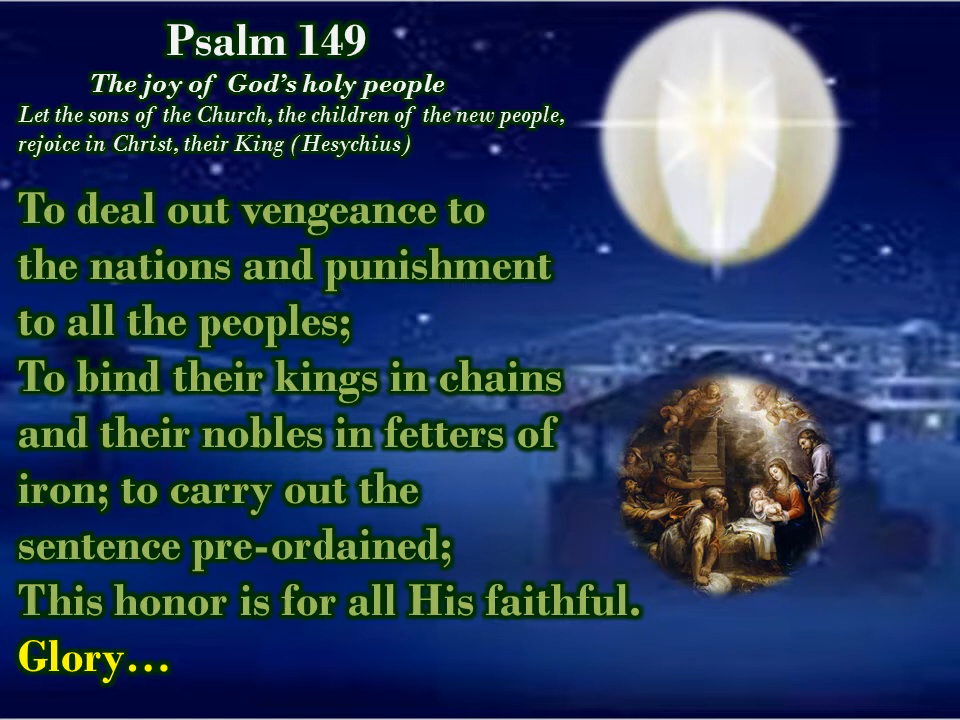 Psalm 149
The joy of God’s holy people
Let the sons of the Church, the children of the new people,
rejoice in Christ, their King (Hesychius)
To deal out vengeance to
the nations and punishment
to all the peoples;
To bind their kings in chains
and their nobles in fetters of
iron; to carry out the
sentence pre-ordained;
This honor is for all His faithful.
Glory…